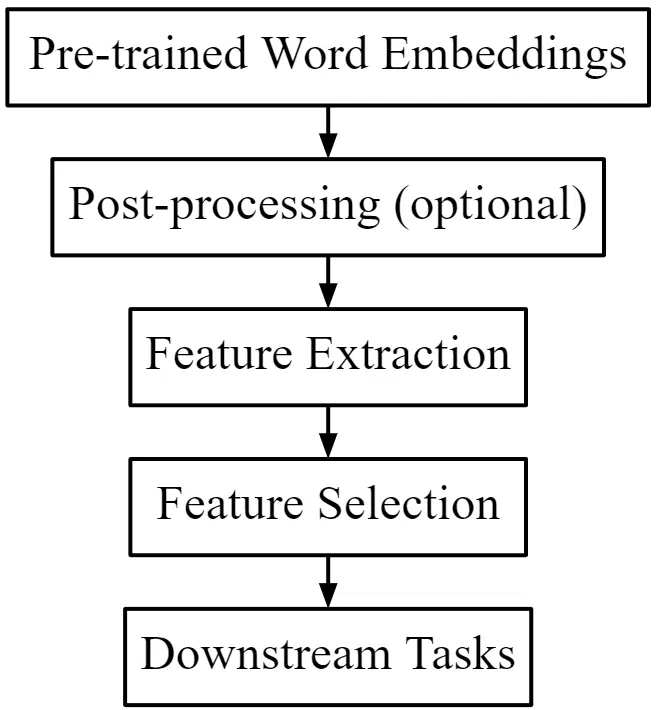 Pre-trained Word Embeddings
Post-processing (optional)
Feature Extraction
Feature Selection
Downstream Tasks